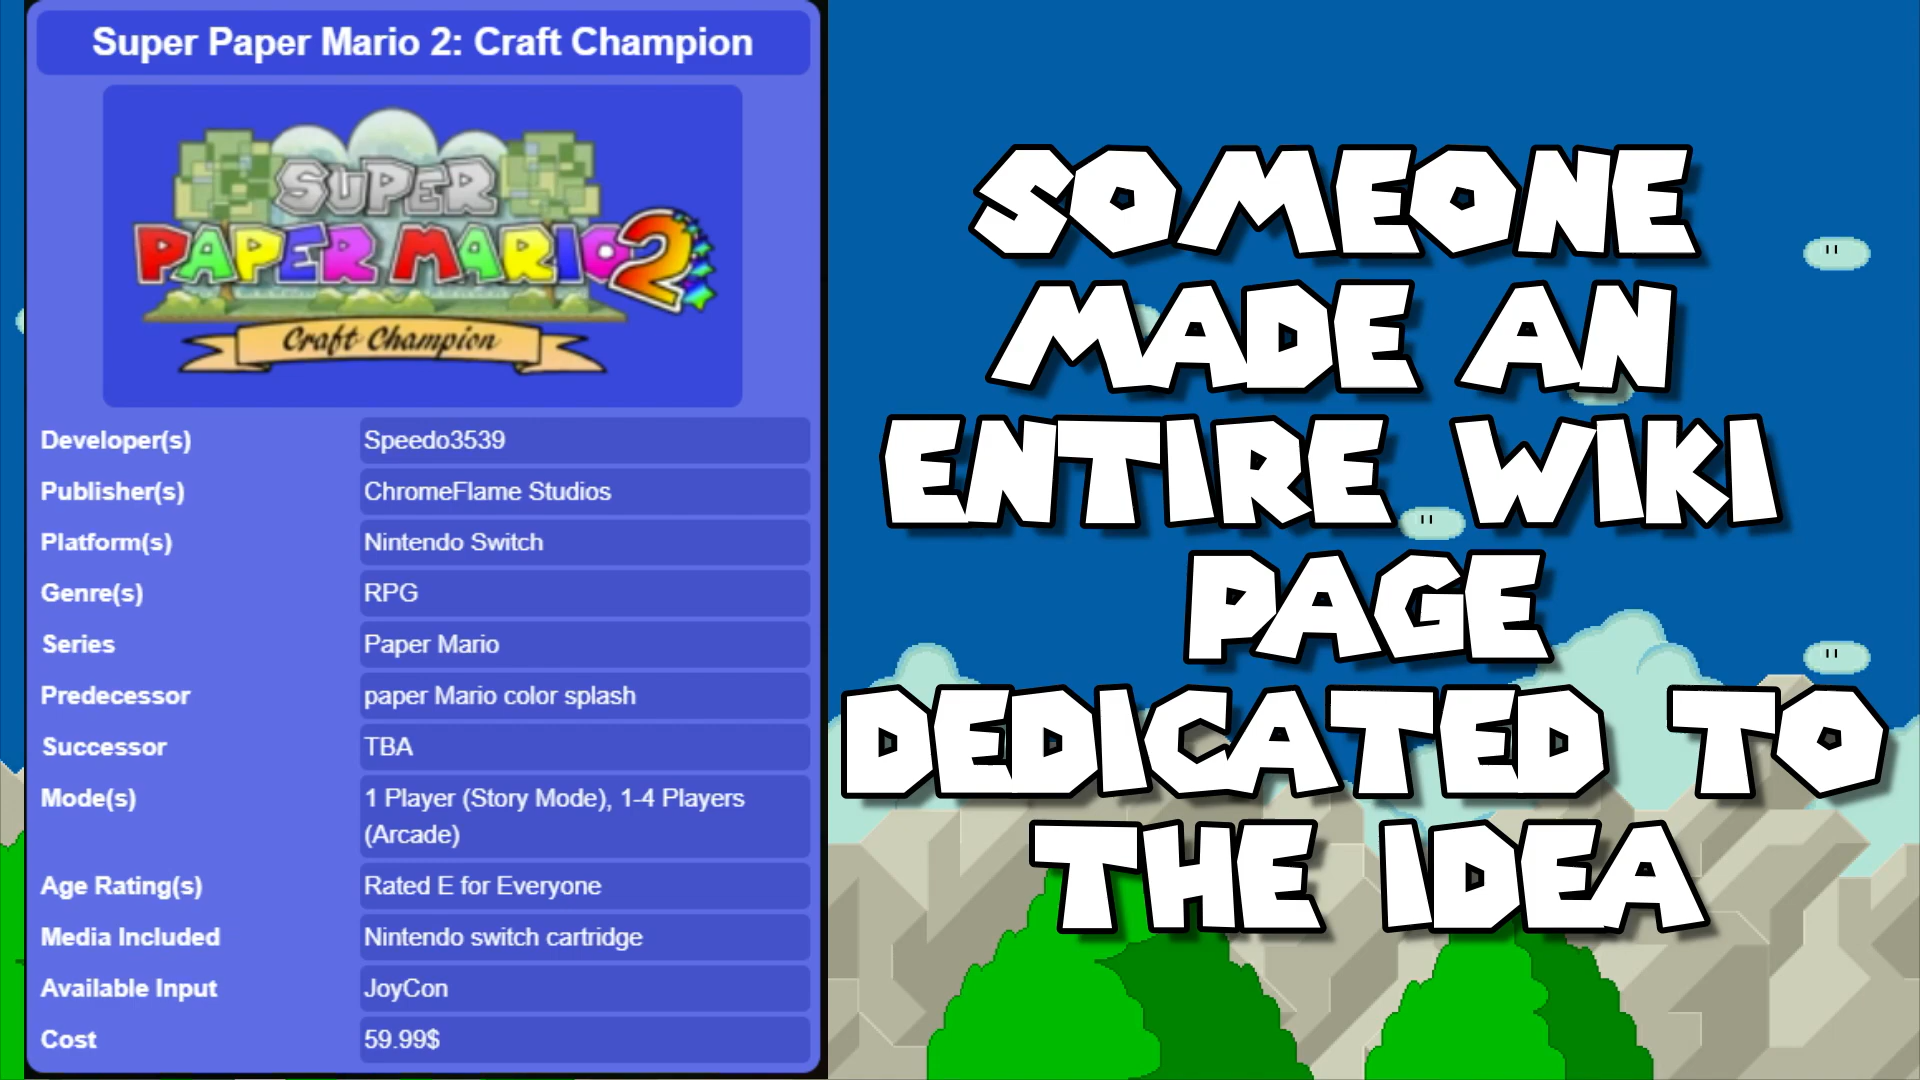 Super Paper Mario 2: Craft Champion
SUPER
PAPER MARIO 2
Craft Champion
Developer(s) Speedo3539
Publisher(s) ChromeFlame Studios
Platform(s) Nintendo Switch
Genre(s) RPG
Series Paper Mario
Predecessor paper Mario color splash
Successor TBA
Mode(s) 1 Player (Story Mode), 1-4 Players
(Arcade)
Age Rating(s) Rated E for Everyone
Media Included Nintendo switch cartridge
Available Input JoyCon
Cost 59.99$
SOMEONE
MADE AN
ENTIRE WIKI
PAGE
DEDICATED TO
THE IDEA